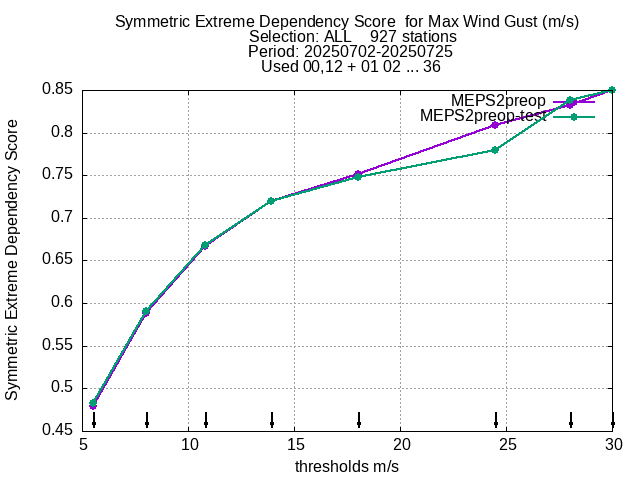 Symmetric Extreme Dependency Score  for Max Wind Gust (m/s)
Selection: ALL    927 stations
Period: 20250702-20250725
Used 00,12 + 01 02 ... 36
MEPS2preop
MEPS2preop-test
Symmetric Extreme Dependency Score
0.85
0.8
0.75
0.7
0.65
0.6
0.55
0.5
0.45
5 10 15 20 25 30
thresholds m/s